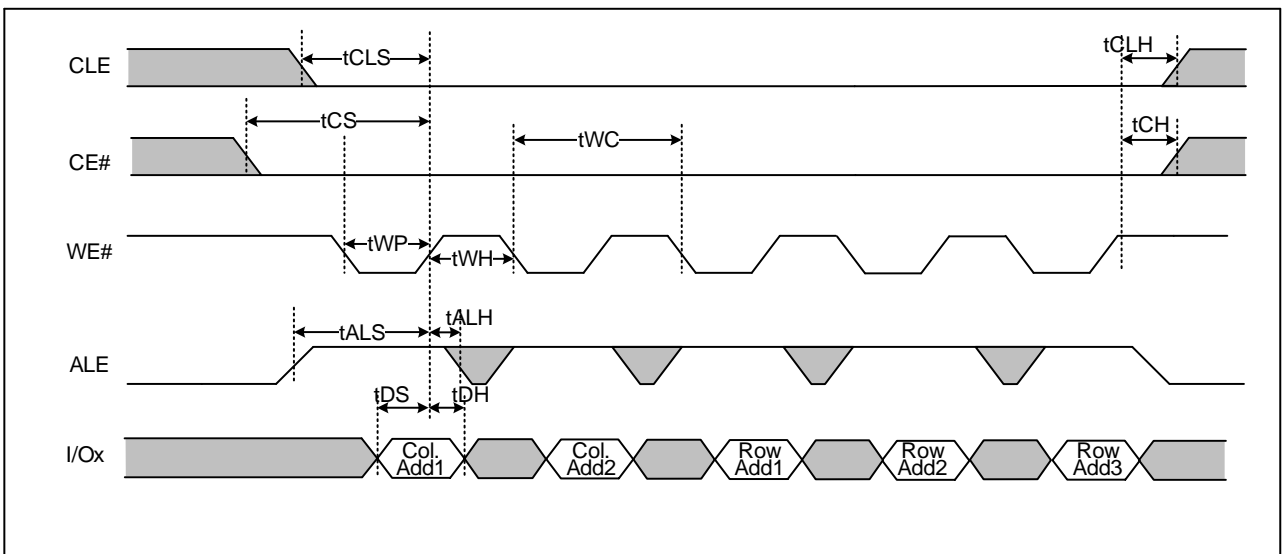 CLE
tCLS
tCLH
CE#
tCS
tWC
tCH
WE#
tWP
tWH
ALE
tALS
tALH
tDS
tDH
I/Ox
Col.
Add1
Col.
Add2
Row
Add1
Row
Add2
Row
Add3